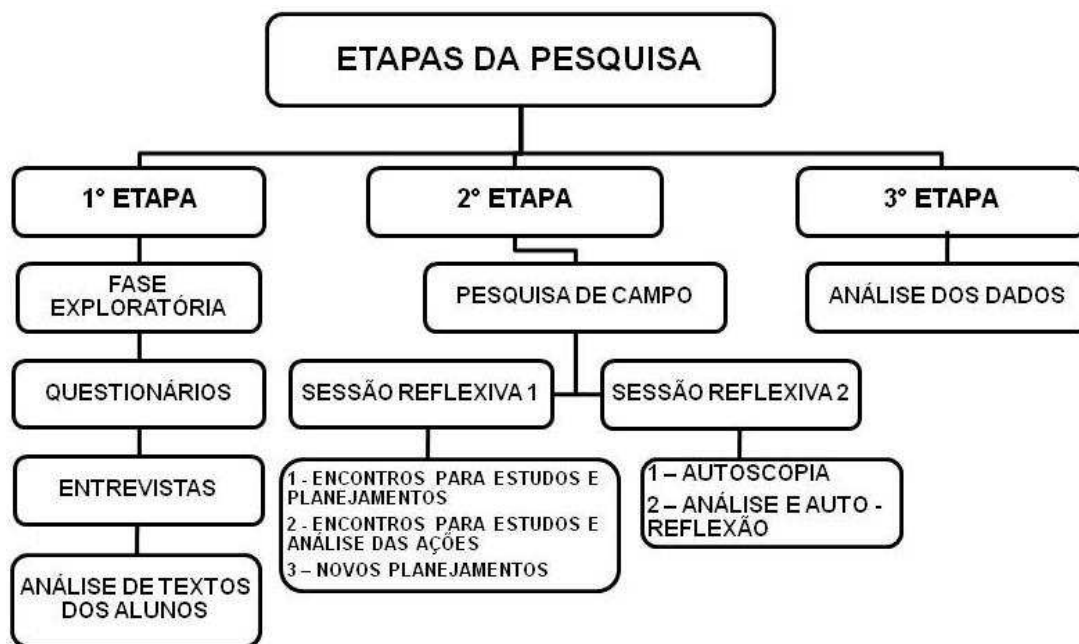 ETAPAS DA PESQUISA
1° ETAPA
2° ETAPA
3° ETAPA
FASE
EXPLORATÓRIA
PESQUISA DE CAMPO
ANÁLISE DOS DADOS
QUESTIONÁRIOS
SESSÃO REFLEXIVA 1
SESSÃO REFLEXIVA 2
ENTREVISTAS
1 - ENCONTROS PARA ESTUDOS E
PLANEJAMENTOS
2 - ENCONTROS PARA ESTUDOS E
ANÁLISE DAS AÇÕES
3 – NOVOS PLANEJAMENTOS
1 – AUTOSCOPIA
2 – ANÁLISE E AUTO -
REFLEXÃO
ANÁLISE DE TEXTOS
DOS ALUNOS